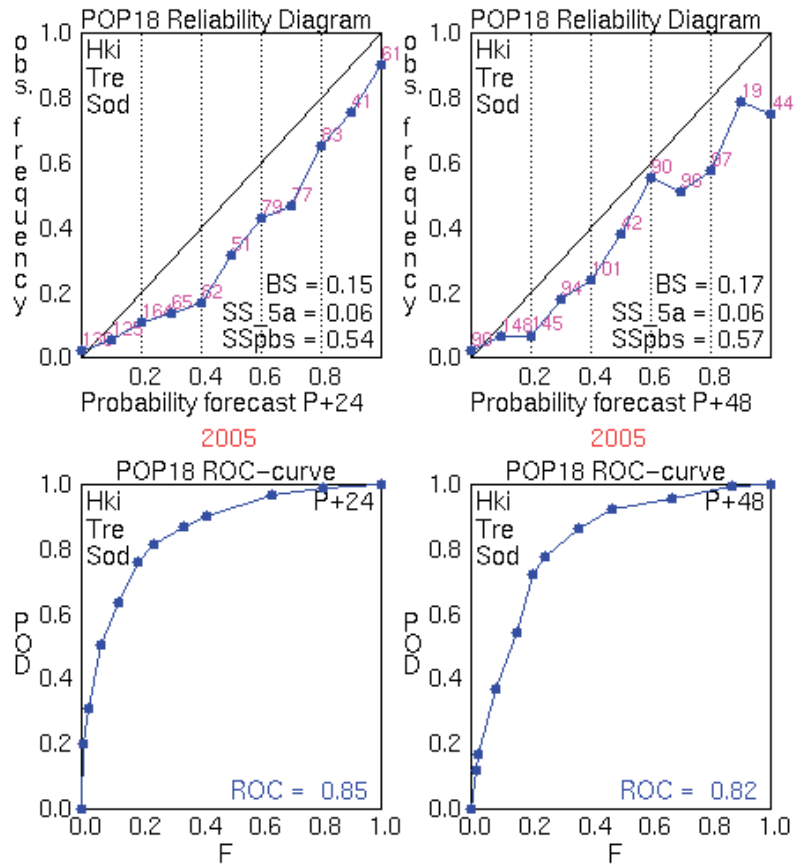 POP18 Reliability Diagram
obs. frequency
1.0
0.8
0.6
0.4
0.2
0.0
Hki
Tre
Sod
125
164
65
62
51
79
77
83
41
61
BS = 0.15
SS_5a = 0.06
SSpbs = 0.54
0.2 0.4 0.6 0.8
Probability forecast P+24
2005
POP18 Reliability Diagram
obs. frequency
1.0
0.8
0.6
0.4
0.2
0.0
Hki
Tre
Sod
96
148
145
94
101
42
90
96
97
19
44
BS = 0.17
SS_5a = 0.06
SSpbs = 0.57
0.2 0.4 0.6 0.8
Probability forecast P+48
2005
POP18 ROC-curve
POD
1.0
0.8
0.6
0.4
0.2
0.0
Hki
Tre
Sod
P+24
ROC = 0.85
0.0 0.2 0.4 0.6 0.8 1.0
F
POP18 ROC-curve
POD
1.0
0.8
0.6
0.4
0.2
0.0
Hki
Tre
Sod
P+48
ROC = 0.82
0.0 0.2 0.4 0.6 0.8 1.0
F